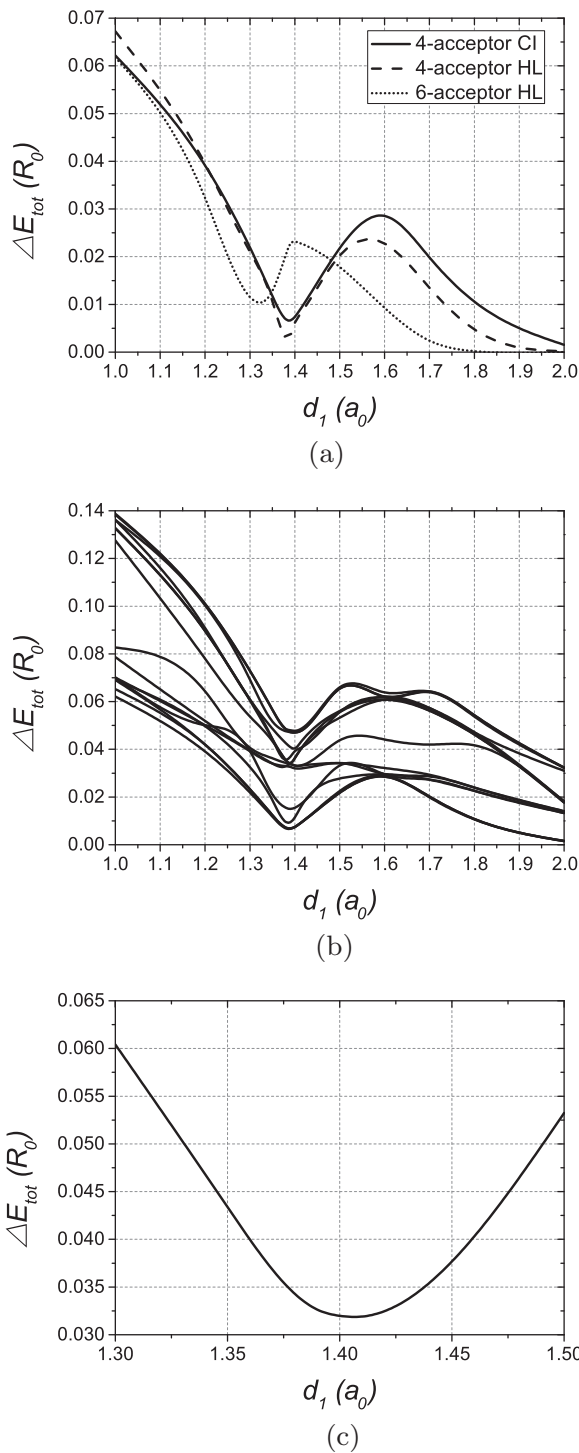 0.07
0.06
0.05
0.04
0.03
0.02
0.01
0.00
ΔE_tot (R_0)
4-acceptor CI
4-acceptor HL
6-acceptor HL
1.0 1.1 1.2 1.3 1.4 1.5 1.6 1.7 1.8 1.9 2.0
d_1 (a_0)
(a)
0.14
0.12
0.10
0.08
0.06
0.04
0.02
0.00
ΔE_tot (R_0)
1.0 1.1 1.2 1.3 1.4 1.5 1.6 1.7 1.8 1.9 2.0
d_1 (a_0)
(b)
0.065
0.060
0.055
0.050
0.045
0.040
0.035
0.030
ΔE_tot (R_0)
1.30 1.35 1.40 1.45 1.50
d_1 (a_0)
(c)